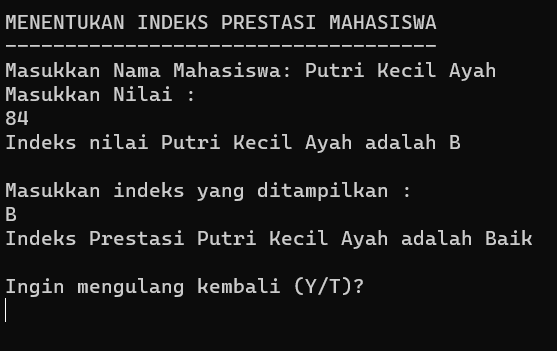 MENENTUKAN INDEKS PRESTASI MAHASISWA
------------------------------------
Masukkan Nama Mahasiswa: Putri Kecil Ayah
Masukkan Nilai :
84
Indeks nilai Putri Kecil Ayah adalah B
Masukkan indeks yang ditampilkan :
B
Indeks Prestasi Putri Kecil Ayah adalah Baik
Ingin mengulang kembali (Y/T)?